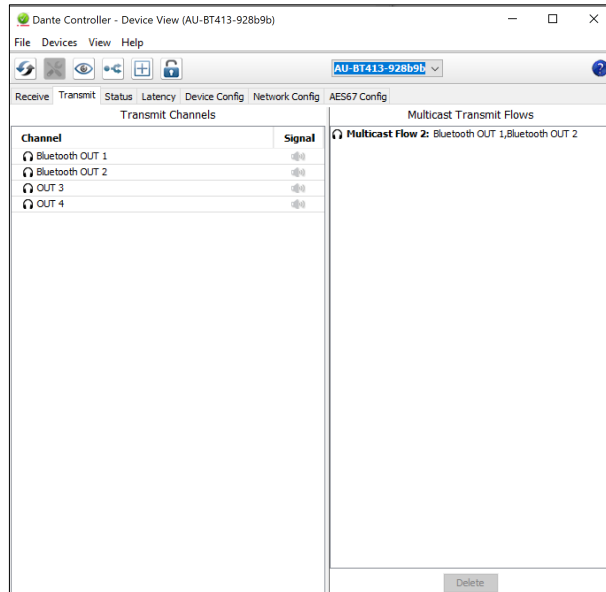 Dante Controller - Device View (AU-BT413-928b9b)
File Devices View Help
AU-BT413-928b9b
?
Receive Transmit Status Latency Device Config Network Config AES67 Config
Transmit Channels
Channel Signal
Bluetooth OUT 1
Bluetooth OUT 2
OUT 3
OUT 4
Multicast Transmit Flows
Multicast Flow 2: Bluetooth OUT 1,Bluetooth OUT 2
Delete